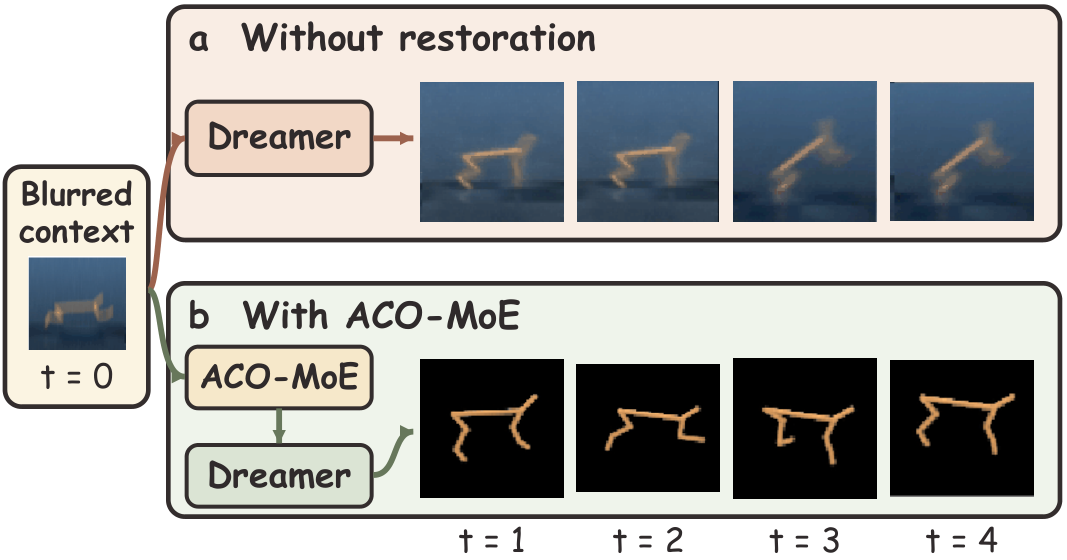 a Without restoration
Dreamer
Blurred
context
t = 0
b With ACO-MoE
ACO-MoE
Dreamer
t = 1 t = 2 t = 3 t = 4